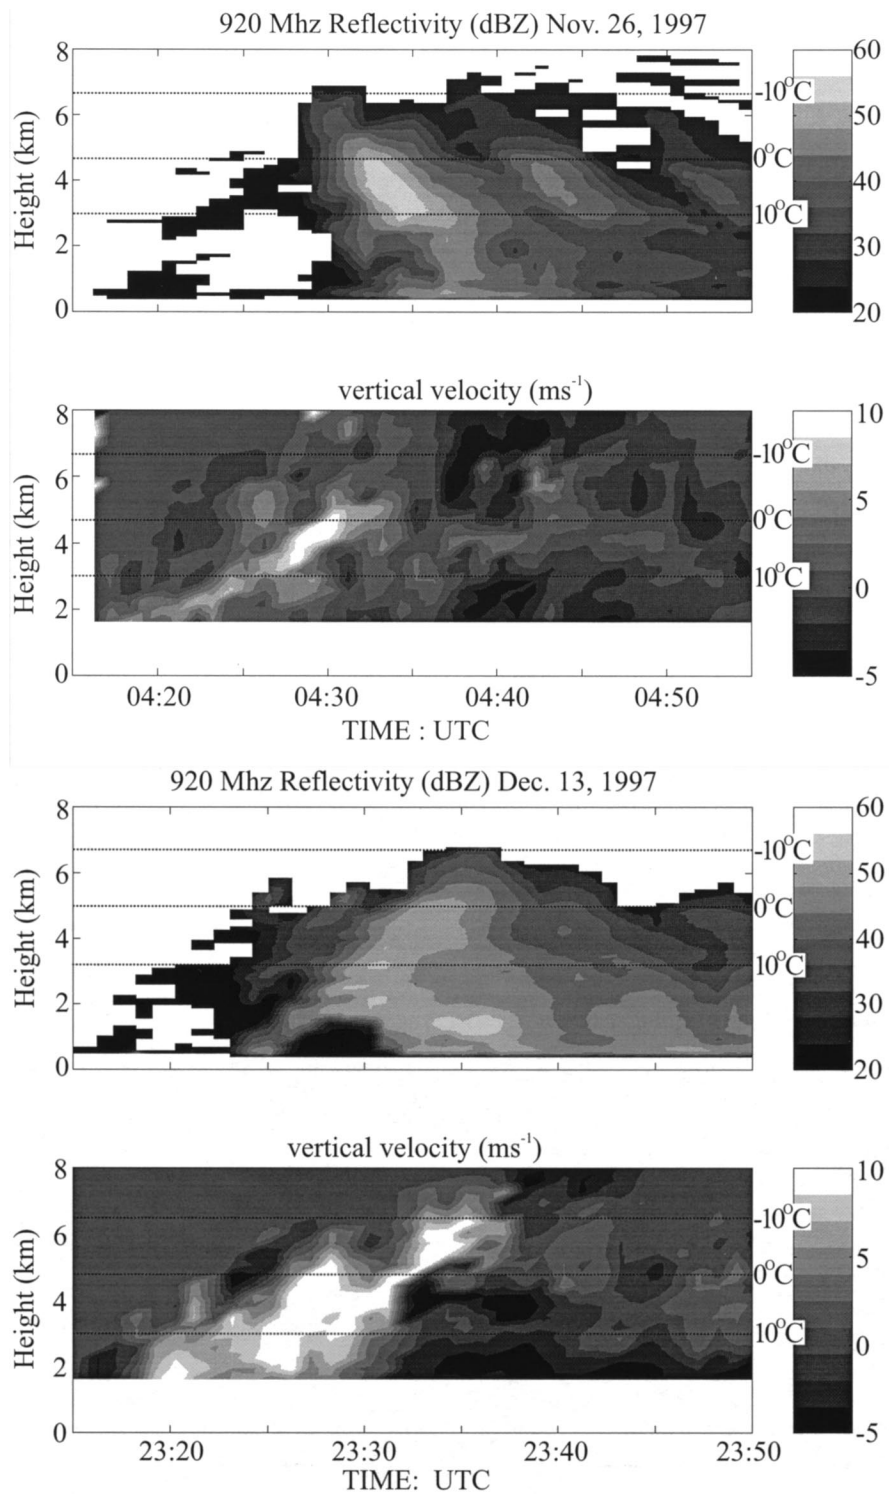 920 Mhz Reflectivity (dBZ) Nov. 26, 1997
8
6
4
2
0
Height (km)
-10°C
0°C
10°C
60
50
40
30
20
vertical velocity (ms-1)
8
6
4
2
0
Height (km)
-10°C
0°C
10°C
10
5
0
-5
04:20 04:30 04:40 04:50
TIME : UTC
920 Mhz Reflectivity (dBZ) Dec. 13, 1997
8
6
4
2
0
Height (km)
-10°C
0°C
10°C
60
50
40
30
20
vertical velocity (ms-1)
8
6
4
2
0
Height (km)
-10°C
0°C
10°C
10
5
0
-5
23:20 23:30 23:40 23:50
TIME: UTC